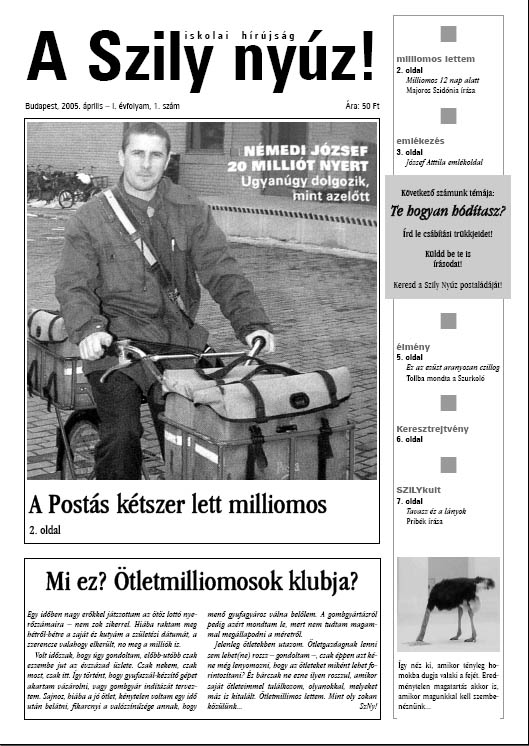 iskolai hírújság
A Szily nyúz!
Budapest, 2005. április – I. évfolyam, 1. szám
Ára: 50 Ft
NÉMEDI JÓZSEF
20 MILLIÓT NYERT
Ugyanúgy dolgozik,
mint azelőtt
A Postás kétszer lett milliomos
2. oldal
Mi ez? Ötletmilliomosok klubja?
Egy időben nagy erőkkel játszottam az ötös lottó nye-
rőszámaira – nem sok sikerrel. Hiába raktam meg
hétről-hétre a saját és kutyám a születési dátumát, a
szerencse valahogy elkerült, no meg a milliók is.
Volt időszak, hogy úgy gondoltam, előbb-utóbb csak
eszembe jut az évszázad üzlete. Csak nekem, csak
most, csak itt. Így történt, hogy gyufaszál-készítő gépet
akartam vásárolni, vagy gombgyár indítását tervez-
tem. Sajnos, hiába a jó ötlet, kénytelen voltam egy idő
után belátni, fikarcnyi a valószínűsége annak, hogy
menő gyufagyáros válna belőlem. A gombgyártásról
pedig azért mondtam le, mert nem tudtam magam-
mal megállapodni a méretről.
Jelenleg ötletekben utazom. Ötletgazdagnak lenni
sem lehet(ne) rossz – gondoltam –, csak éppen azt ké-
ne még lenyomozni, hogy az ötleteket miként lehet fo-
rintosítani? És bárcsak ne esne ilyen rosszul, amikor
saját ötleteimmel találkozom, olyanokkal, melyeket
más is kitalált. Ötletmilliomos lettem. Mint oly sokan
közülünk...
SzNy!
milliomos lettem
2. oldal
Milliomos 12 nap alatt
Majoros Szidónia írása
emlékezés
3. oldal
József Attila emlékoldal
Következő számunk témája:
Te hogyan hódítasz?
Írd le csábítási trükkjeidet!
Küldd be te is
írásodat!
Keresd a Szily Nyúz postaládáját!
élmény
5. oldal
Ez az ezüst aranyosan csillog
Tollba mondta a Szurkoló
Keresztrejtvény
6. oldal
SZILYkult
7. oldal
Tavasz és a lányok
Pribék írása
Így néz ki, amikor tényleg ho-
mokba dugja valaki a fejét. Ered-
ménytelen magatartás akkor is,
amikor magunkkal kell szembe-
néznünk...